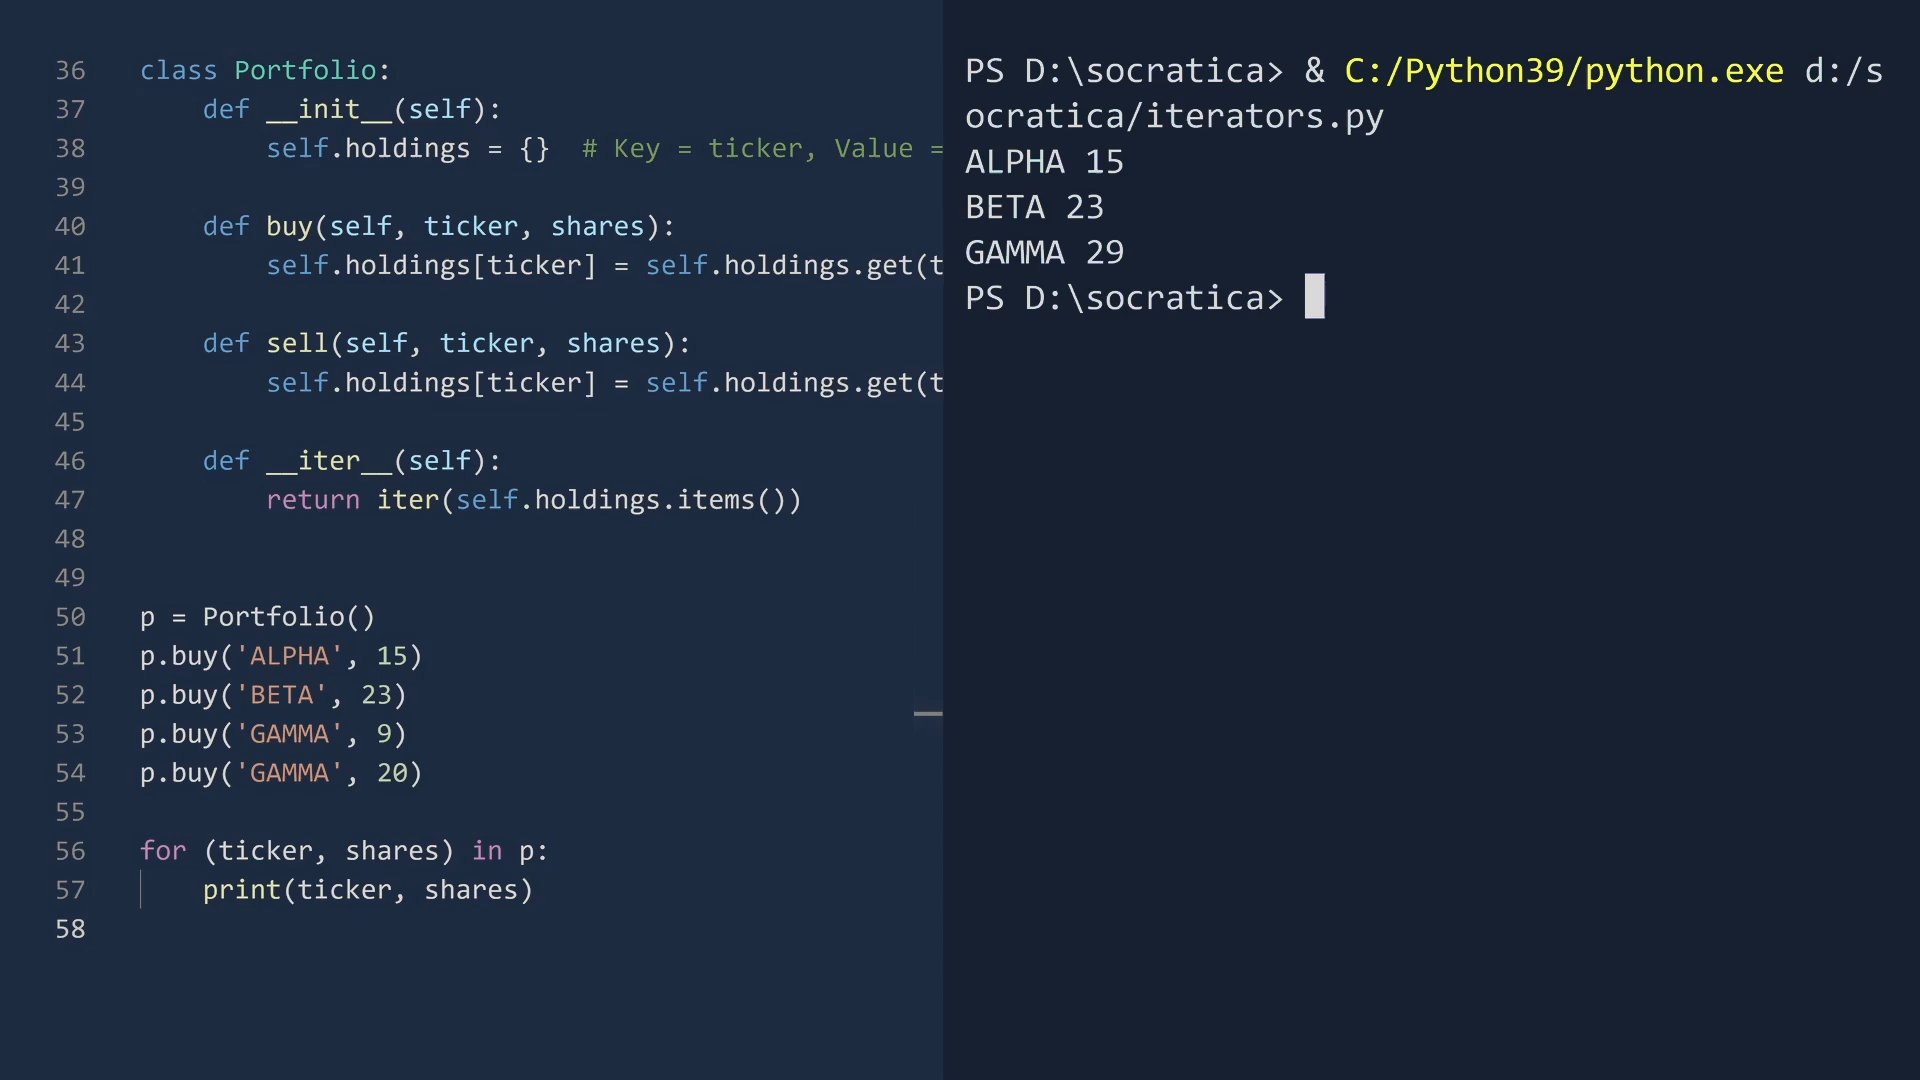 36 class Portfolio:
37 def __init__(self):
38 self.holdings = {} # Key = ticker, Value =
39
40 def buy(self, ticker, shares):
41 self.holdings[ticker] = self.holdings.get(t
42
43 def sell(self, ticker, shares):
44 self.holdings[ticker] = self.holdings.get(t
45
46 def __iter__(self):
47 return iter(self.holdings.items())
48
49
50 p = Portfolio()
51 p.buy('ALPHA', 15)
52 p.buy('BETA', 23)
53 p.buy('GAMMA', 9)
54 p.buy('GAMMA', 20)
55
56 for (ticker, shares) in p:
57 print(ticker, shares)
58
PS D:\socratica> & C:/Python39/python.exe d:/s
ocratica/iterators.py
ALPHA 15
BETA 23
GAMMA 29
PS D:\socratica>